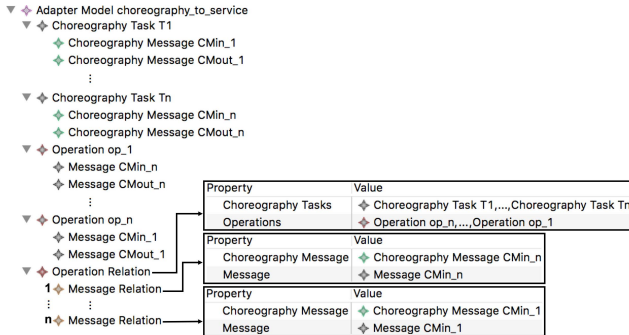 Adapter Model choreography_to_service
Choreography Task T1
Choreography Message CMin_1
Choreography Message CMout_1
⋮
Choreography Task Tn
Choreography Message CMin_n
Choreography Message CMout_n
Operation op_1
Message CMin_n
Message CMout_n
⋮
Operation op_n
Message CMin_1
Message CMout_1
Operation Relation
1 Message Relation
⋮ ⋮
n Message Relation
Property Value
Choreography Tasks Choreography Task T1,...,Choreography Task Tn
Operations Operation op_n,...,Operation op_1
Property Value
Choreography Message Choreography Message CMin_n
Message Message CMin_n
Property Value
Choreography Message Choreography Message CMin_1
Message Message CMin_1